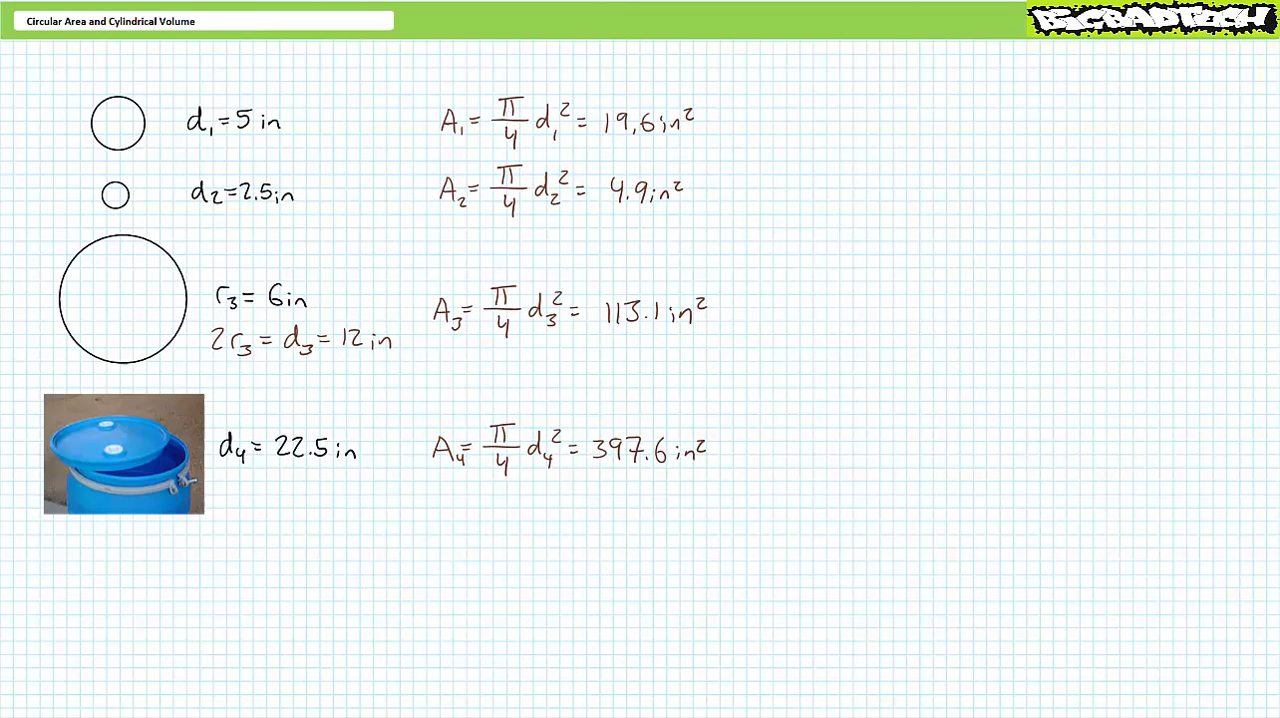 Circular Area and Cylindrical Volume
BIGBADTECH
d₁ = 5 in
A₁ = π/4 d₁² = 19.6 in²
d₂ = 2.5 in
A₂ = π/4 d₂² = 4.9 in²
r₃ = 6 in
2r₃ = d₃ = 12 in
A₃ = π/4 d₃² = 113.1 in²
d₄ = 22.5 in
A₄ = π/4 d₄² = 397.6 in²